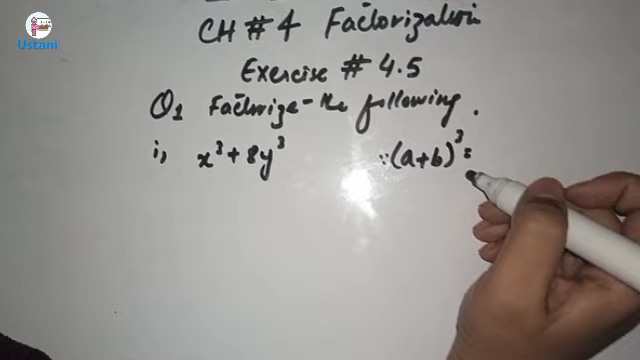 Ustani
CH # 4 Factorization
Exercise # 4.5
Q1 Factorize the following.
i, x³ + 8y³ ∵ (a+b)³ =